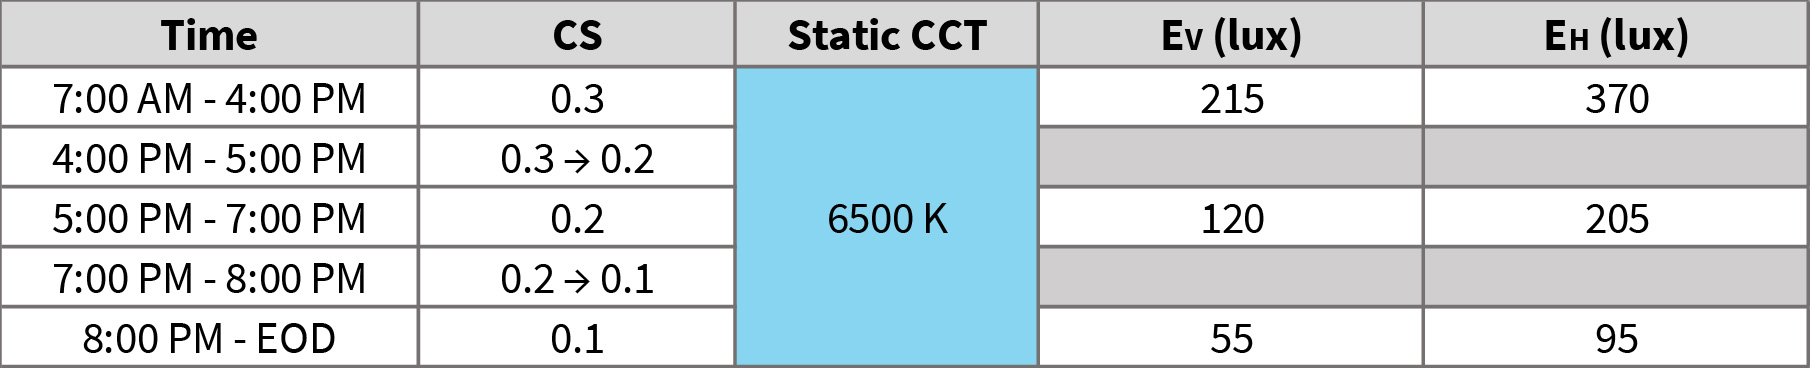 Time CS Static CCT EV (lux) EH (lux)
7:00 AM - 4:00 PM 0.3 215 370
4:00 PM - 5:00 PM 0.3 → 0.2
5:00 PM - 7:00 PM 0.2 6500 K 120 205
7:00 PM - 8:00 PM 0.2 → 0.1
8:00 PM - EOD 0.1 55 95